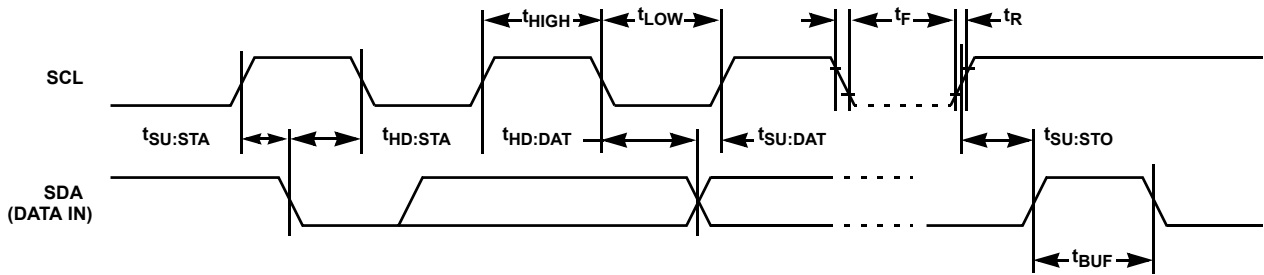 tHIGH tLOW tF tR
SCL
tSU:STA tHD:STA tHD:DAT tSU:DAT tSU:STO
SDA
(DATA IN)
tBUF